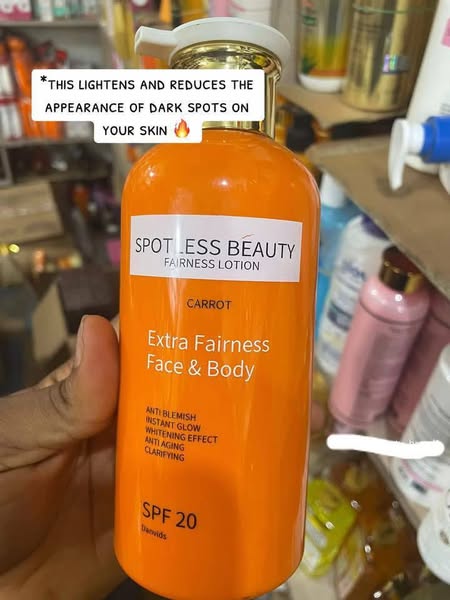 *THIS LIGHTENS AND REDUCES THE
APPEARANCE OF DARK SPOTS ON
YOUR SKIN 🔥
SPOTLESS BEAUTY
FAIRNESS LOTION
CARROT
Extra Fairness
Face & Body
ANTI BLEMISH
INSTANT GLOW
WHITENING EFFECT
ANTI AGING
CLARIFYING
SPF 20
Danvids